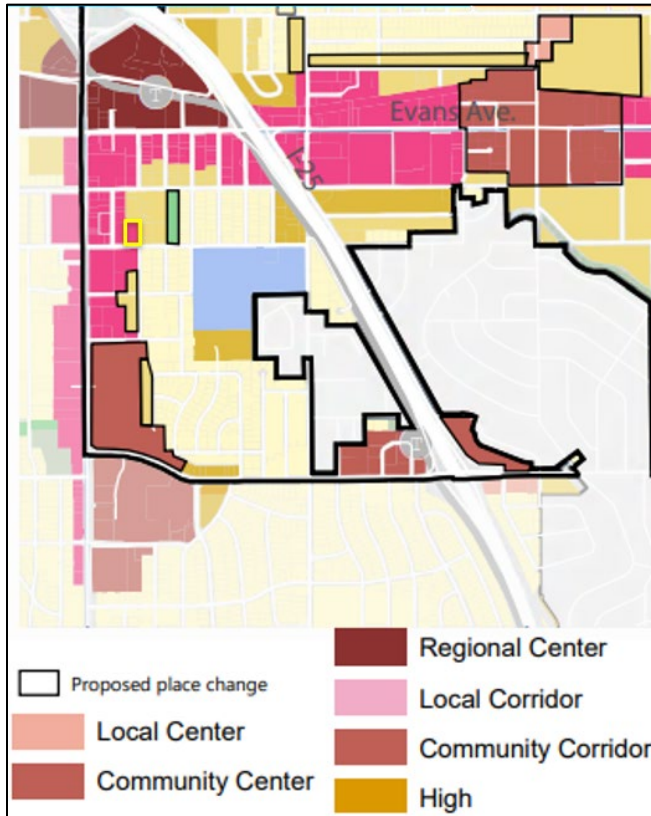 Evans Ave.
I-25
T
T
Regional Center
Proposed place change
Local Corridor
Local Center
Community Corridor
Community Center
High